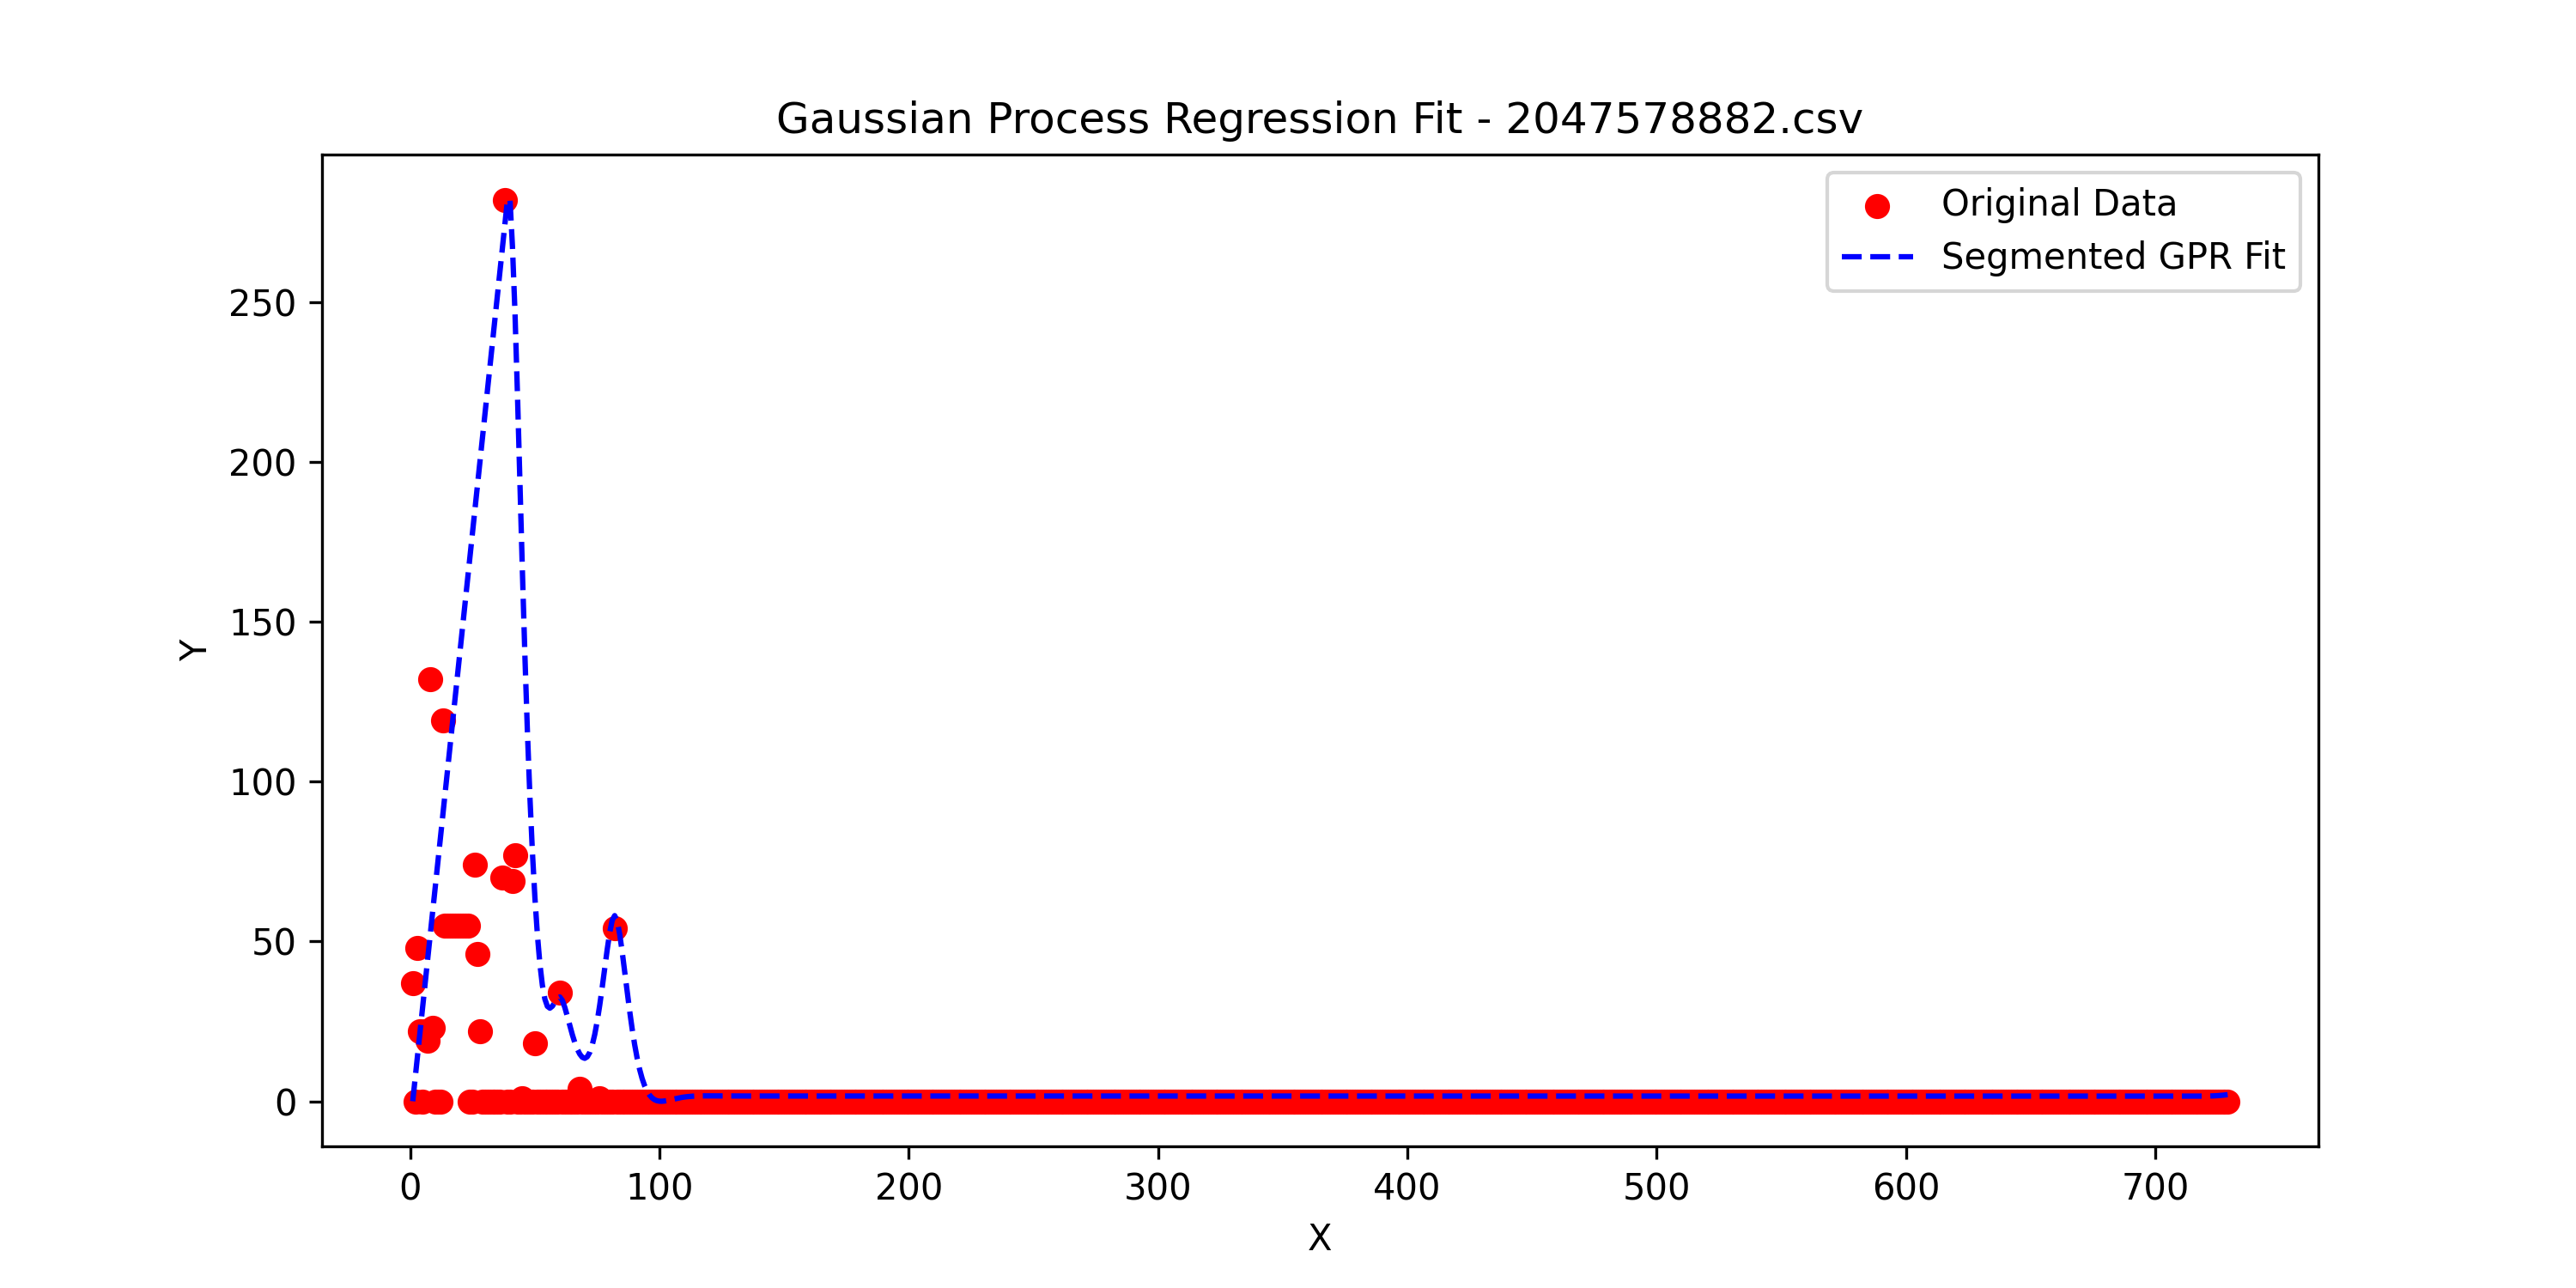 Gaussian Process Regression Fit - 2047578882.csv
Original Data
Segmented GPR Fit
250
200
150
100
50
0
Y
0 100 200 300 400 500 600 700
X